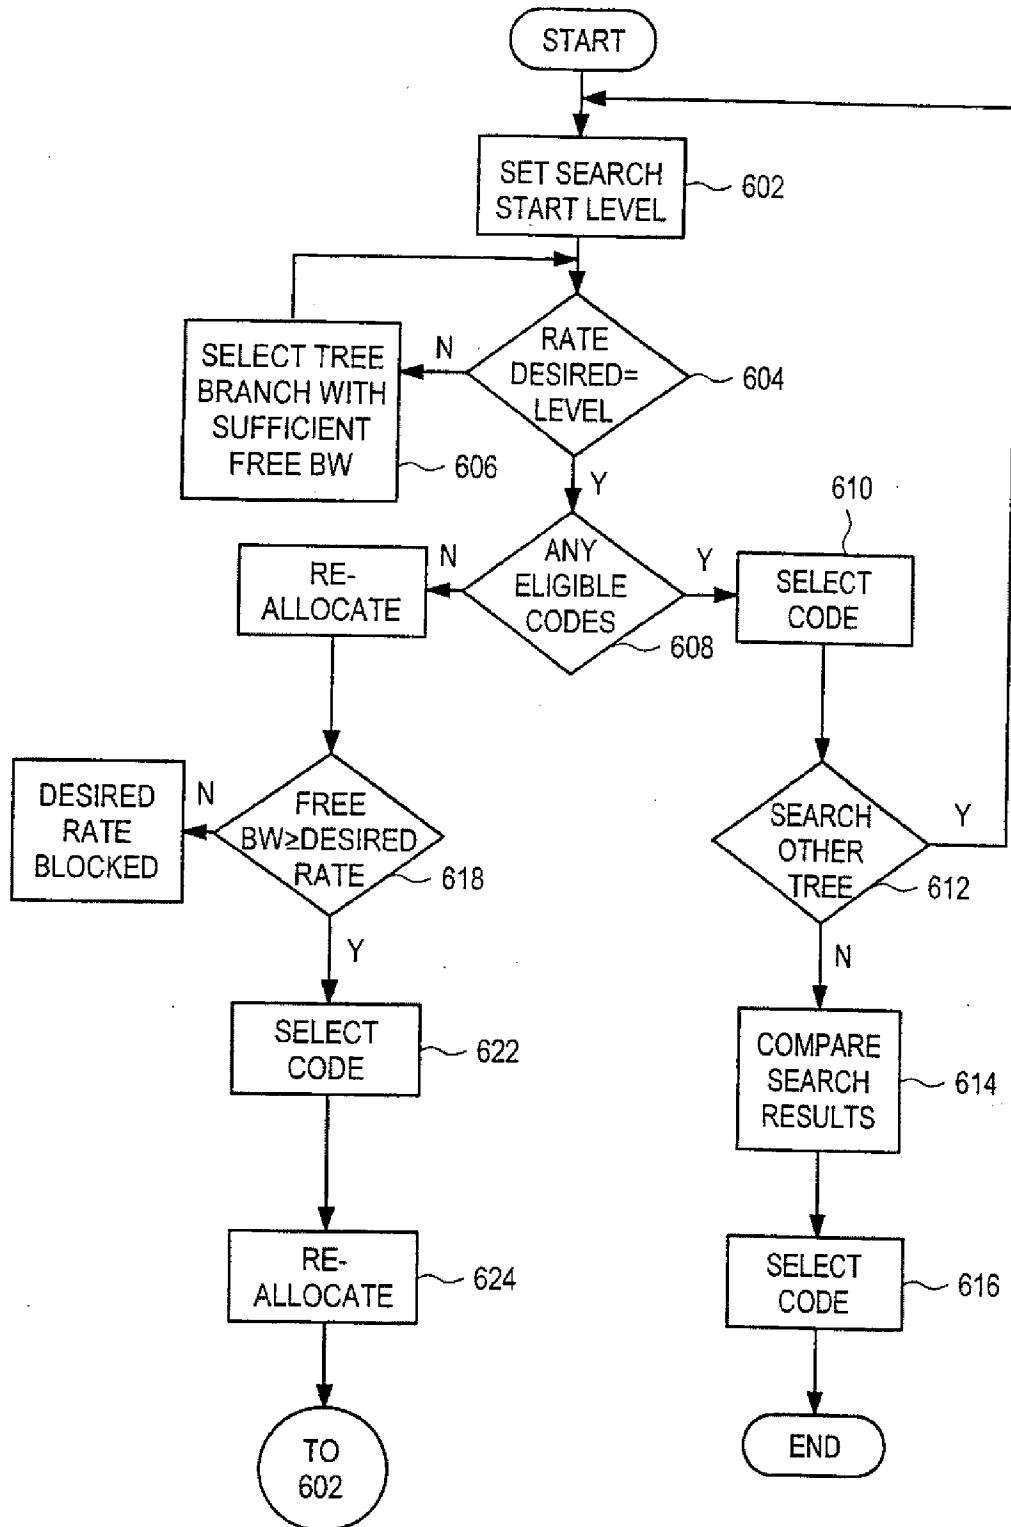 START
SET SEARCH
START LEVEL
602
RATE
DESIRED=
LEVEL
604
N
Y
SELECT TREE
BRANCH WITH
SUFFICIENT
FREE BW
606
ANY
ELIGIBLE
CODES
608
N
Y
610
SELECT
CODE
RE-
ALLOCATE
FREE
BW≥DESIRED
RATE
618
N
Y
DESIRED
RATE
BLOCKED
SEARCH
OTHER
TREE
612
Y
N
SELECT
CODE
622
COMPARE
SEARCH
RESULTS
614
RE-
ALLOCATE
624
SELECT
CODE
616
TO
602
END